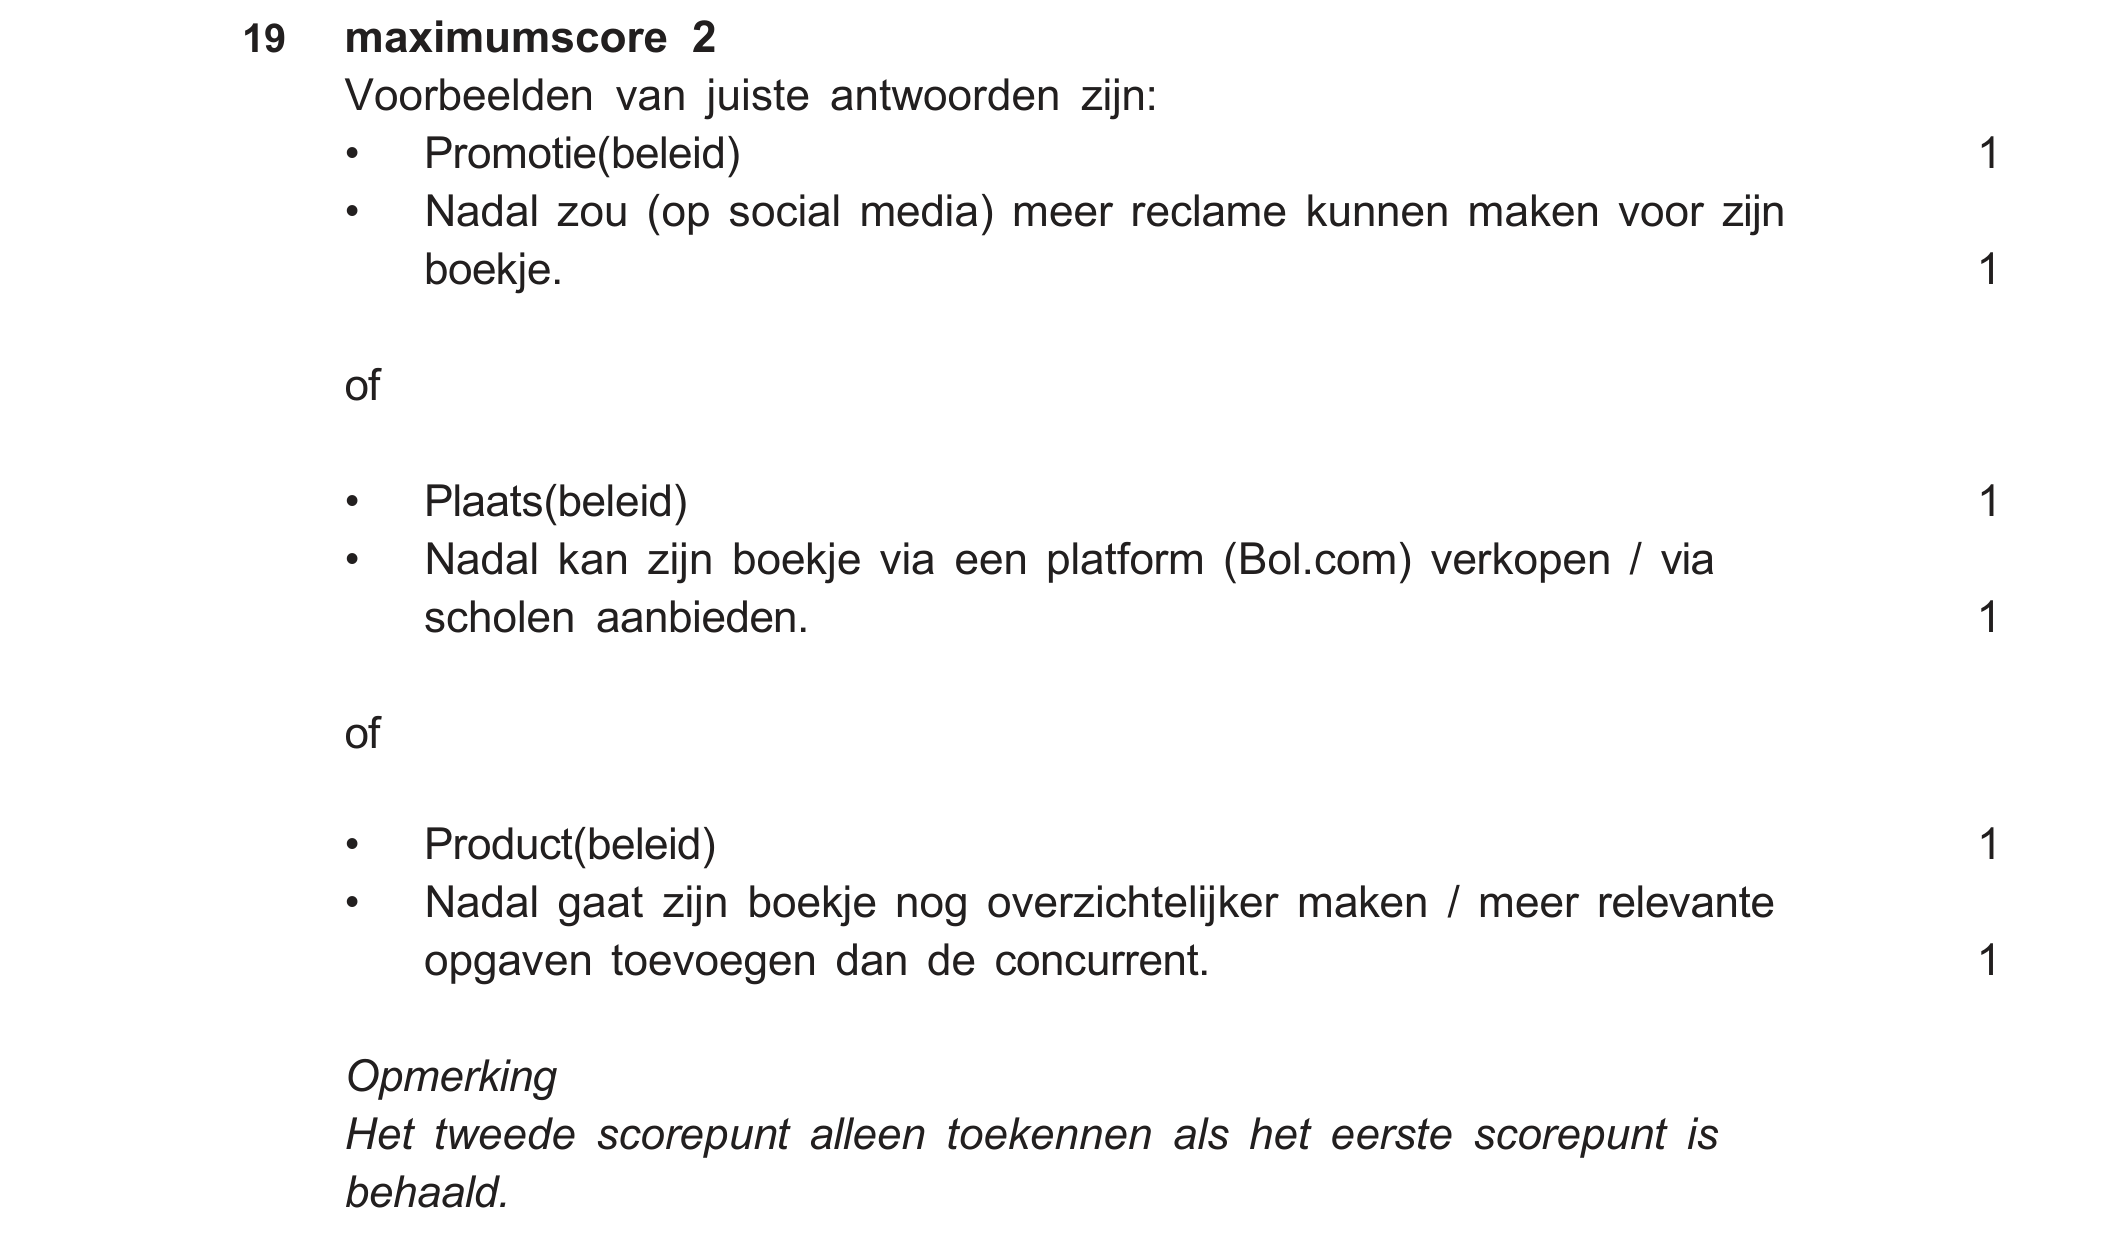 19 maximumscore 2
Voorbeelden van juiste antwoorden zijn:
• Promotie(beleid) 1
• Nadal zou (op social media) meer reclame kunnen maken voor zijn
boekje. 1
of
• Plaats(beleid) 1
• Nadal kan zijn boekje via een platform (Bol.com) verkopen / via
scholen aanbieden. 1
of
• Product(beleid) 1
• Nadal gaat zijn boekje nog overzichtelijker maken / meer relevante
opgaven toevoegen dan de concurrent. 1
Opmerking
Het tweede scorepunt alleen toekennen als het eerste scorepunt is
behaald.